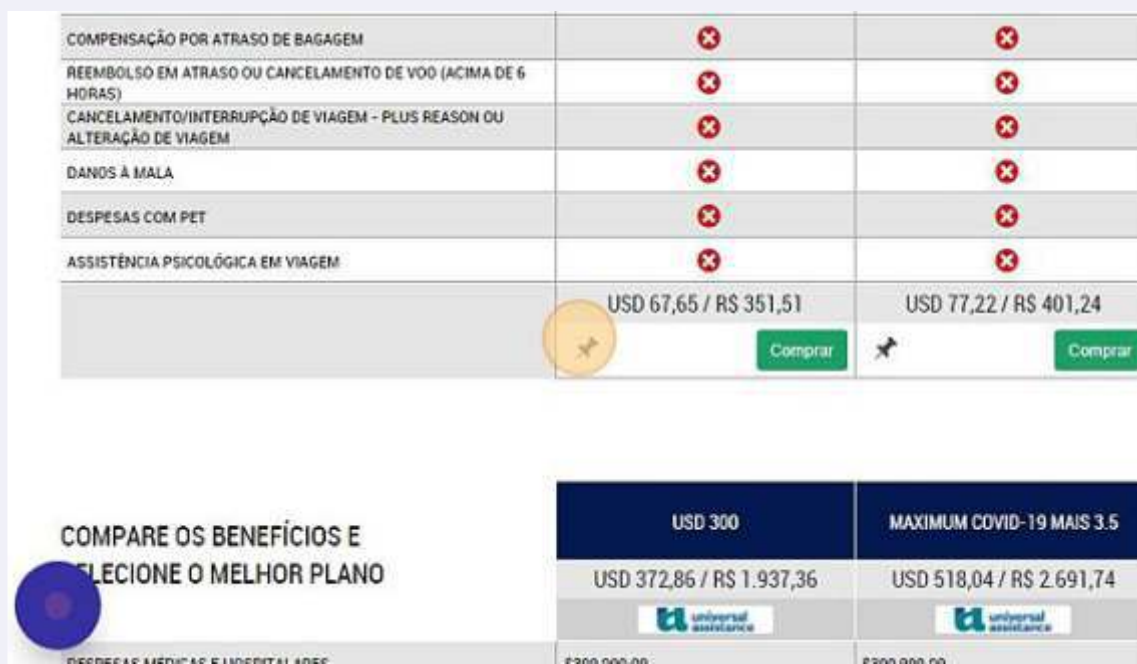 COMPENSAÇÃO POR ATRASO DE BAGAGEM
REEMBOLSO EM ATRASO OU CANCELAMENTO DE VOO (ACIMA DE 6
HORAS)
CANCELAMENTO/INTERRUPÇÃO DE VIAGEM - PLUS REASON OU
ALTERAÇÃO DE VIAGEM
DANOS À MALA
DESPESAS COM PET
ASSISTÊNCIA PSICOLÓGICA EM VIAGEM
USD 67,65 / R$ 351,51 USD 77,22 / R$ 401,24
Comprar Comprar
USD 300 MAXIMUM COVID-19 MAIS 3.5
COMPARE OS BENEFÍCIOS E
SELECIONE O MELHOR PLANO
USD 372,86 / R$ 1.937,36 USD 518,04 / R$ 2.691,74
universal assistance universal assistance
DESPESAS MÉDICAS E HOSPITALARES